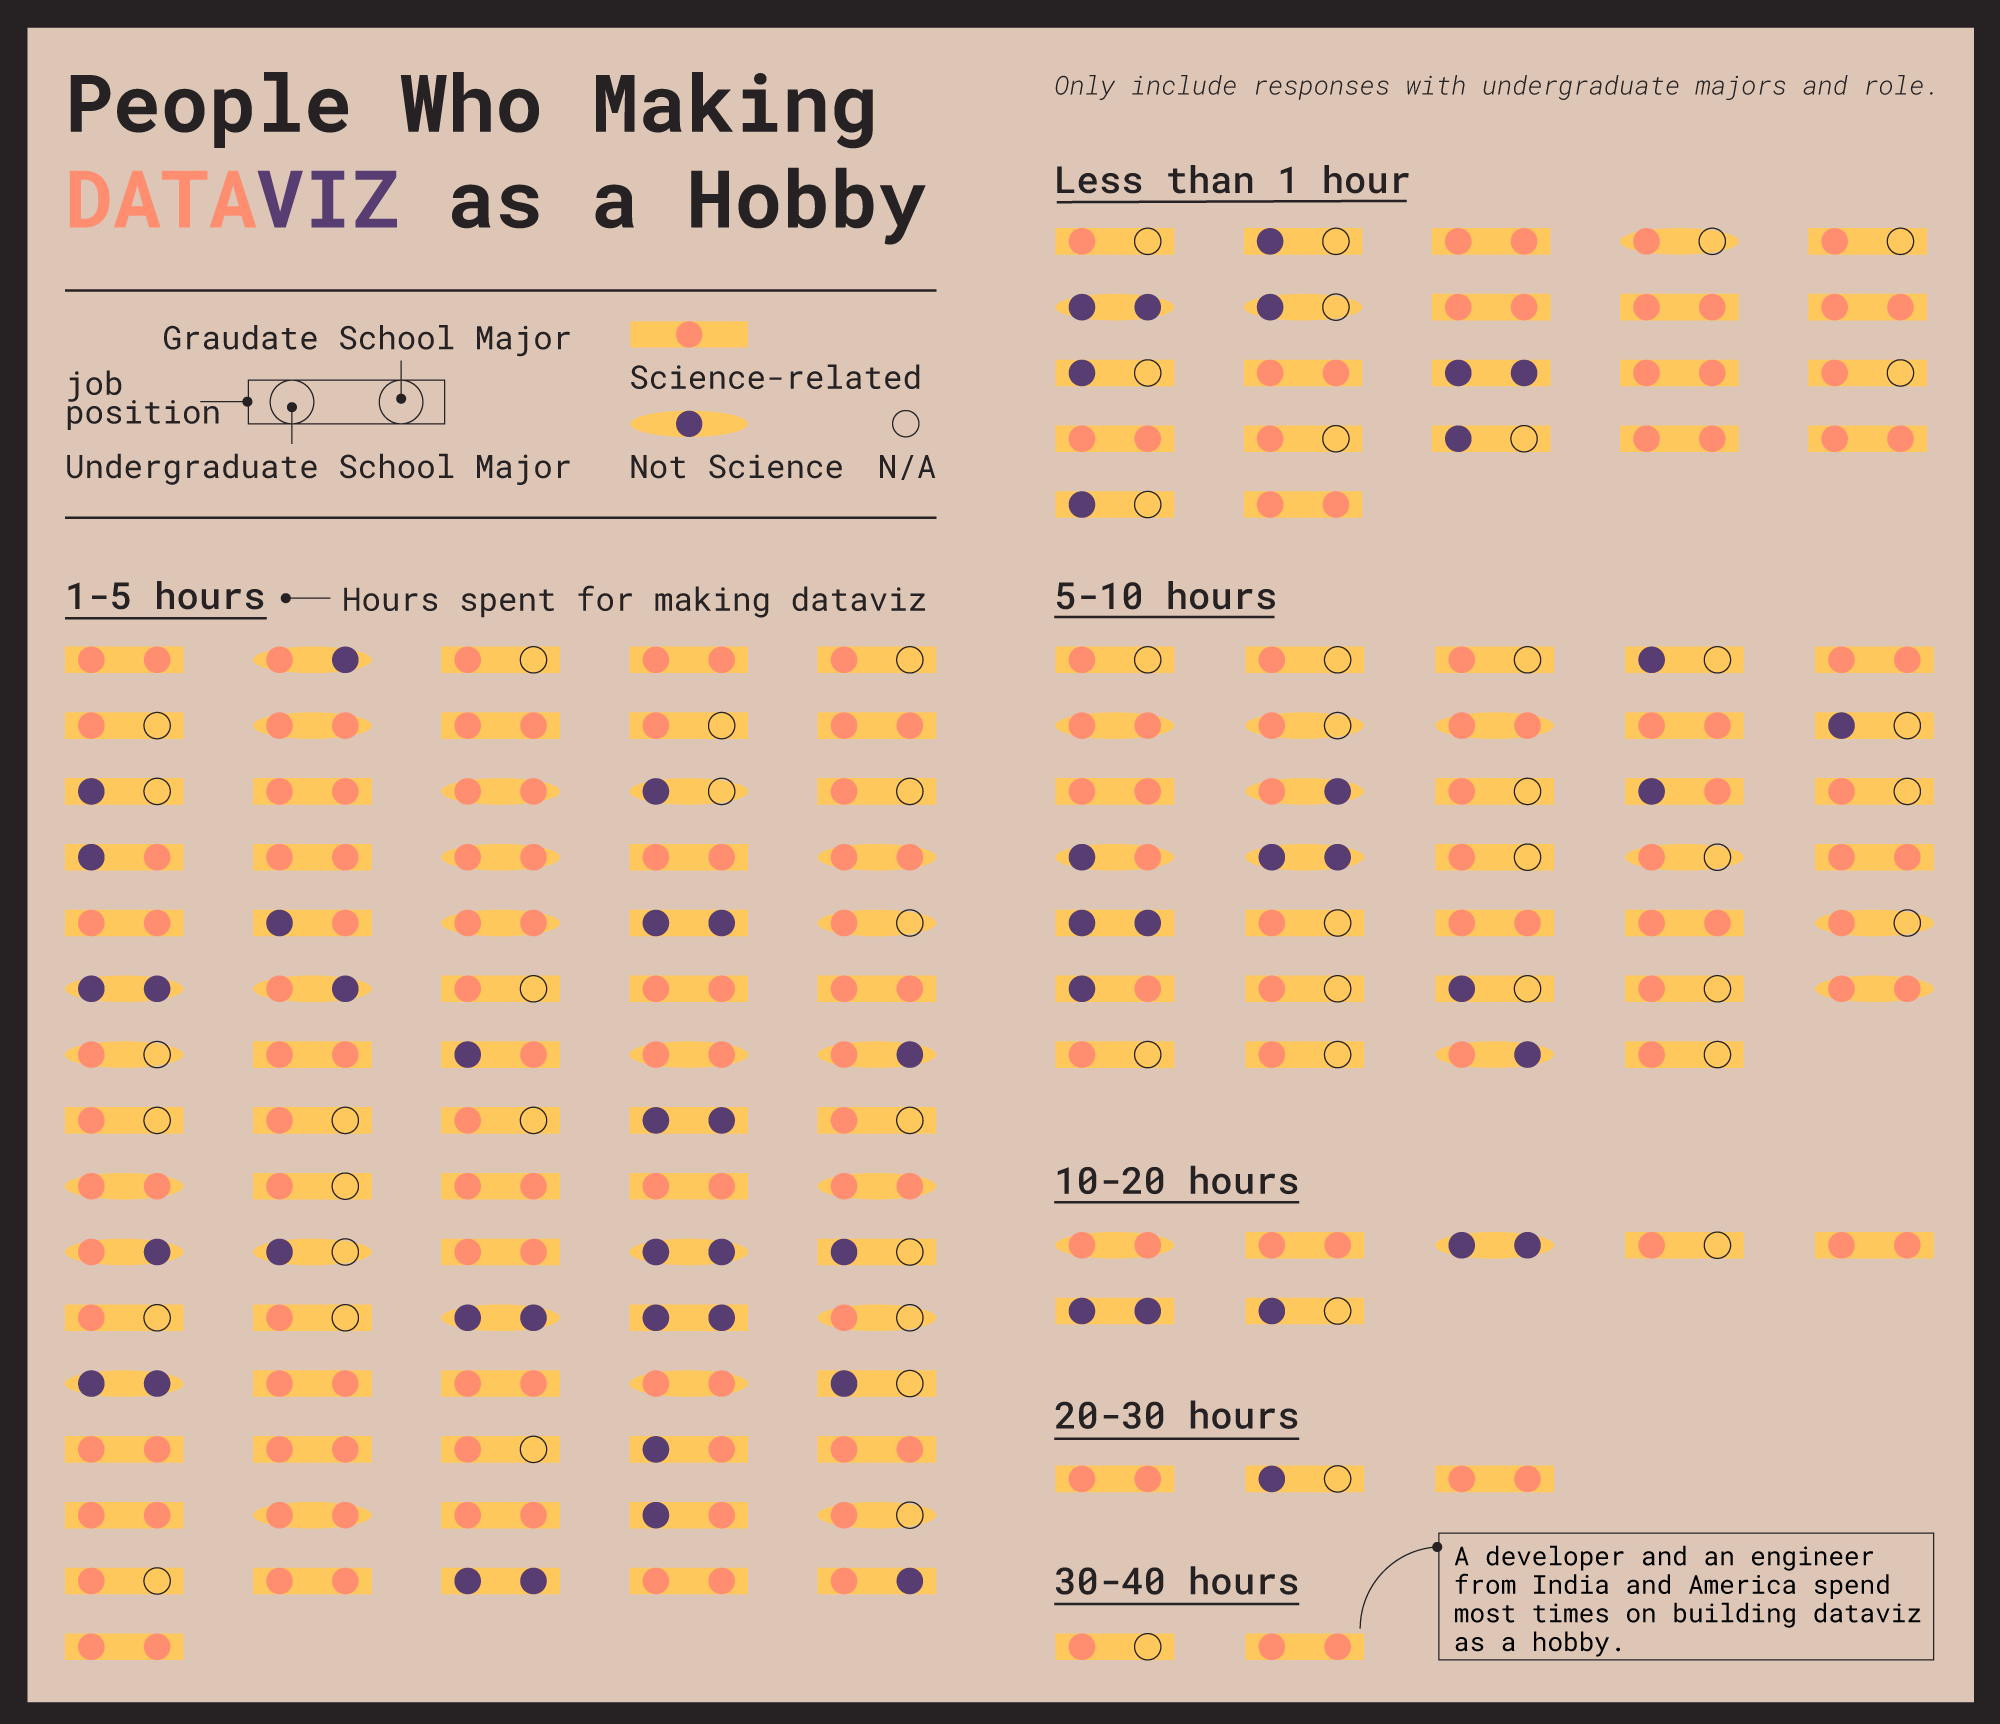 People Who Making
DATAVIZ as a Hobby
Only include responses with undergraduate majors and role.
Graudate School Major
job
position
Undergraduate School Major
Science-related
Not Science
N/A
Less than 1 hour
1-5 hours
Hours spent for making dataviz
5-10 hours
10-20 hours
20-30 hours
30-40 hours
A developer and an engineer
from India and America spend
most times on building dataviz
as a hobby.